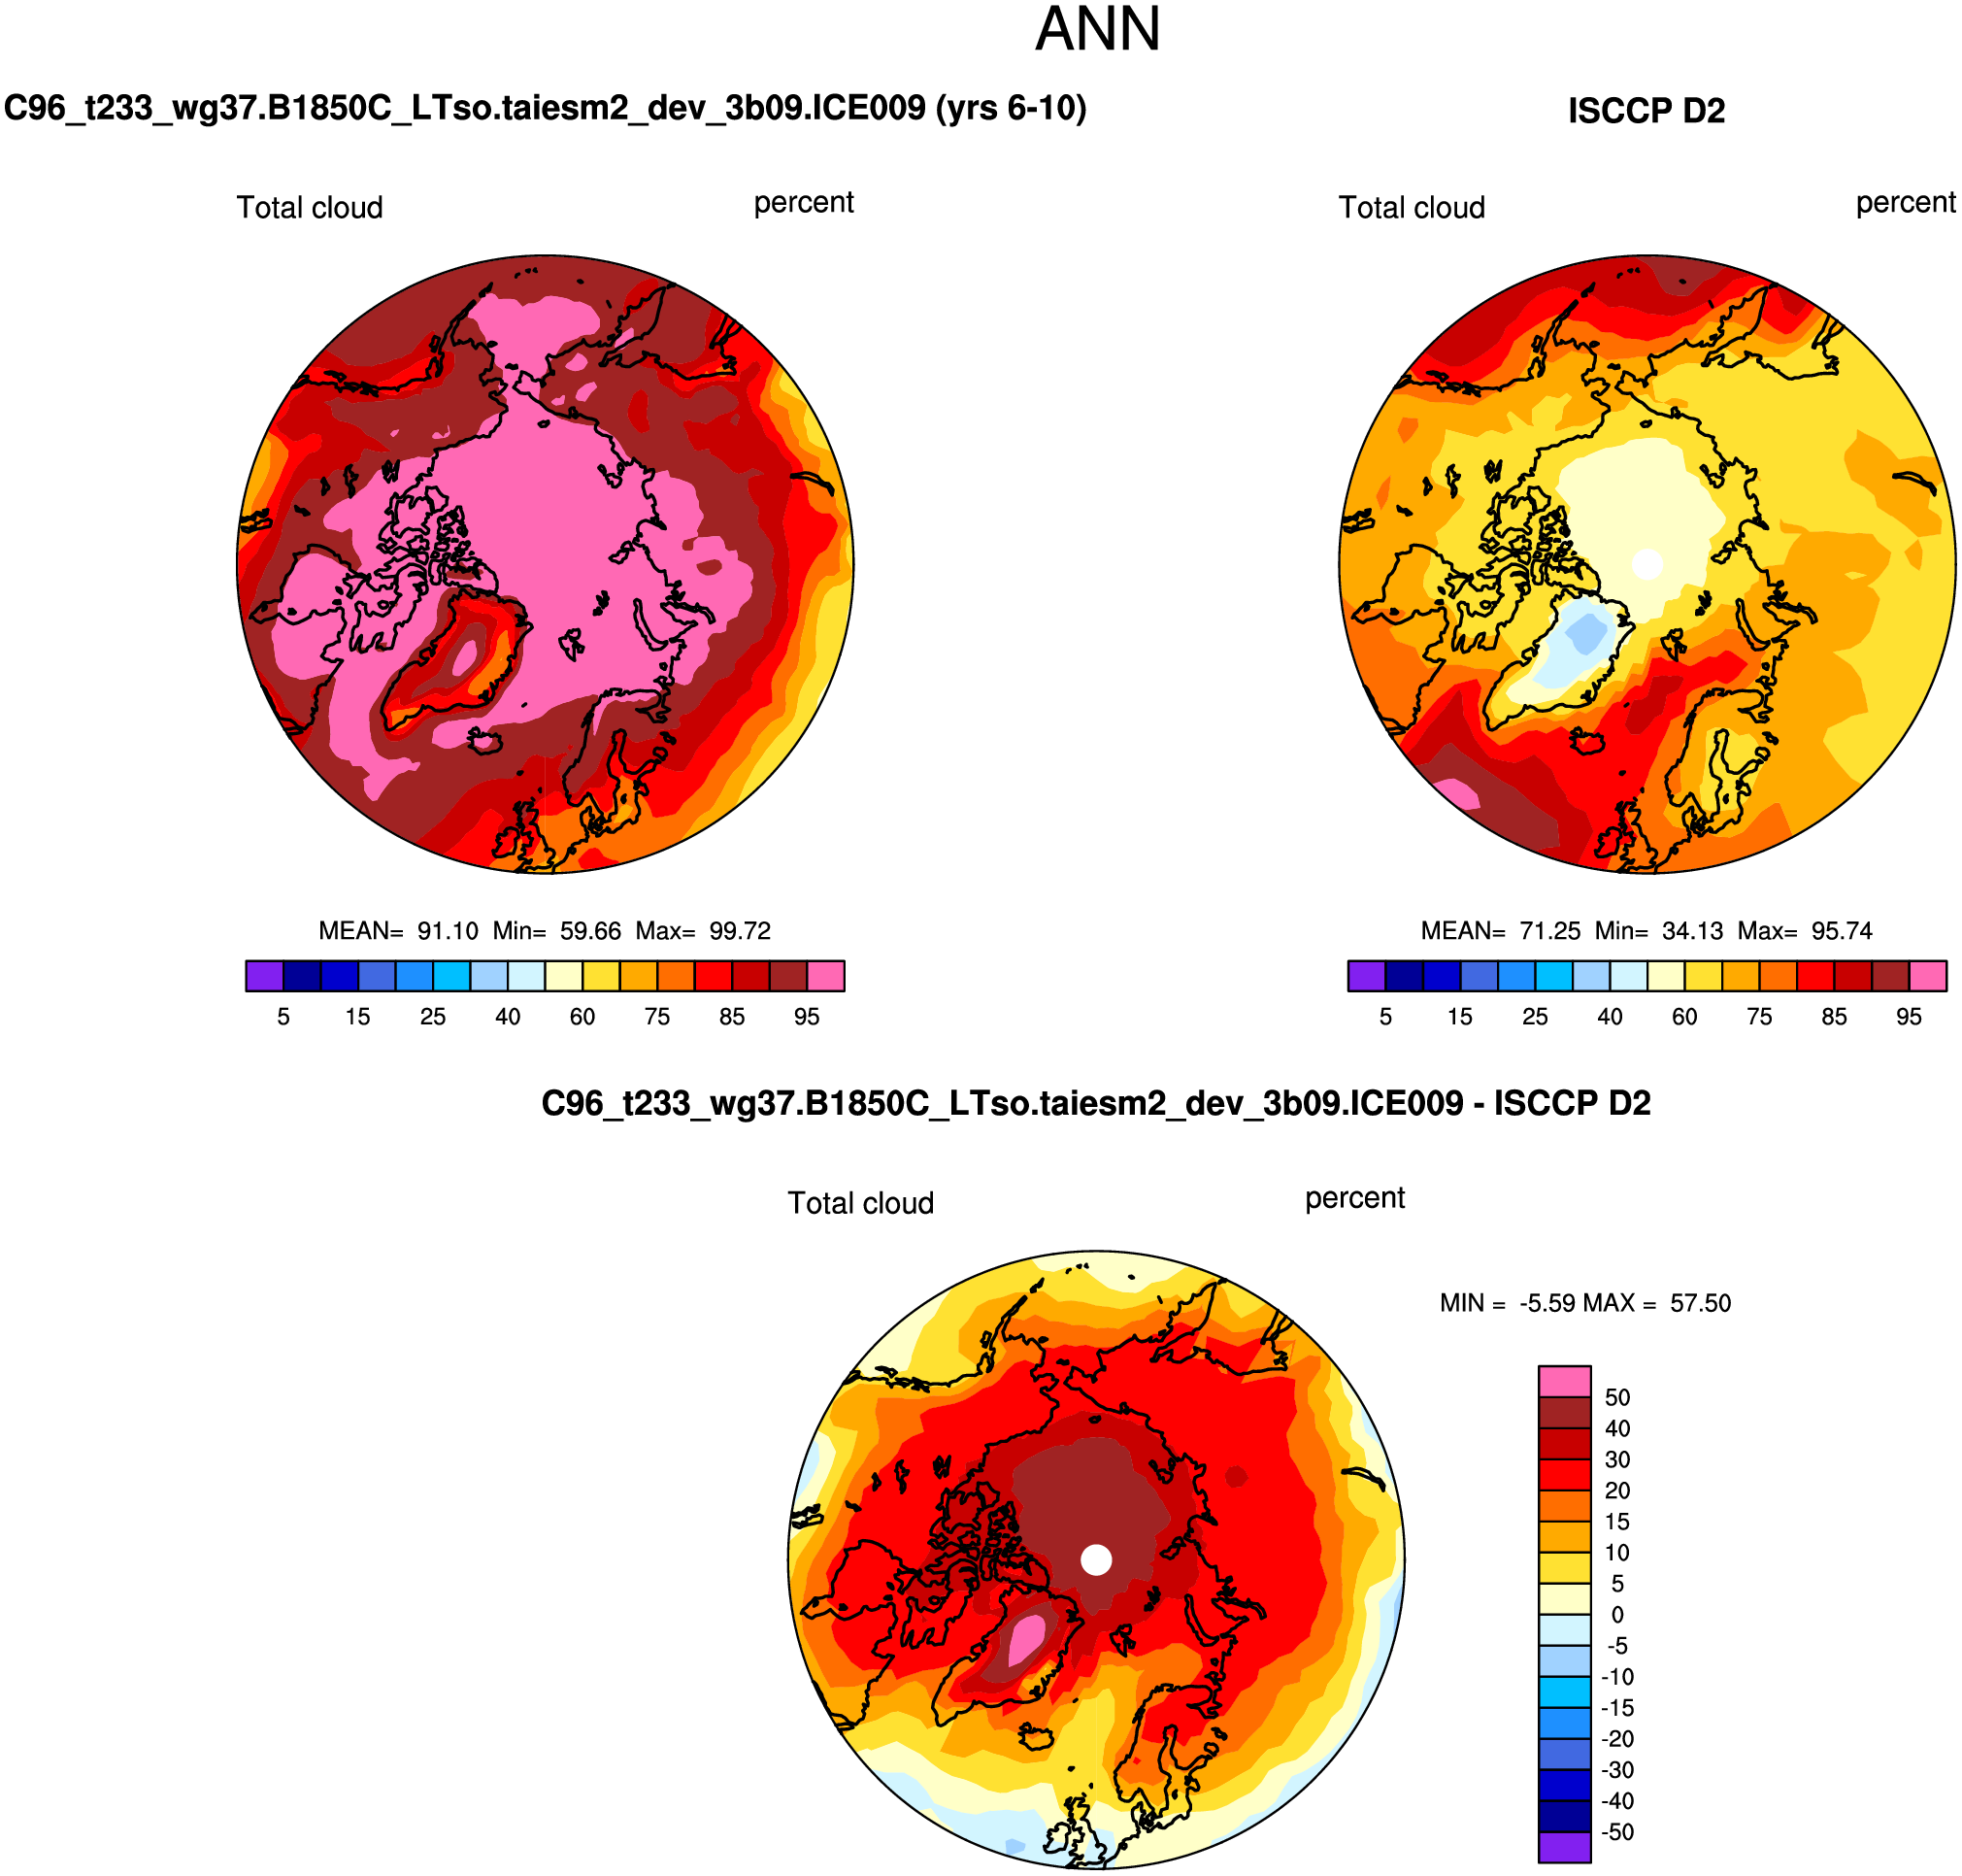 ANN
C96_t233_wg37.B1850C_LTso.taiesm2_dev_3b09.ICE009 (yrs 6-10)
ISCCP D2
Total cloud
percent
Total cloud
percent
MEAN= 91.10 Min= 59.66 Max= 99.72
5 15 25 40 60 75 85 95
MEAN= 71.25 Min= 34.13 Max= 95.74
5 15 25 40 60 75 85 95
C96_t233_wg37.B1850C_LTso.taiesm2_dev_3b09.ICE009 - ISCCP D2
Total cloud
percent
MIN = -5.59 MAX = 57.50
50
40
30
20
15
10
5
0
-5
-10
-15
-20
-30
-40
-50